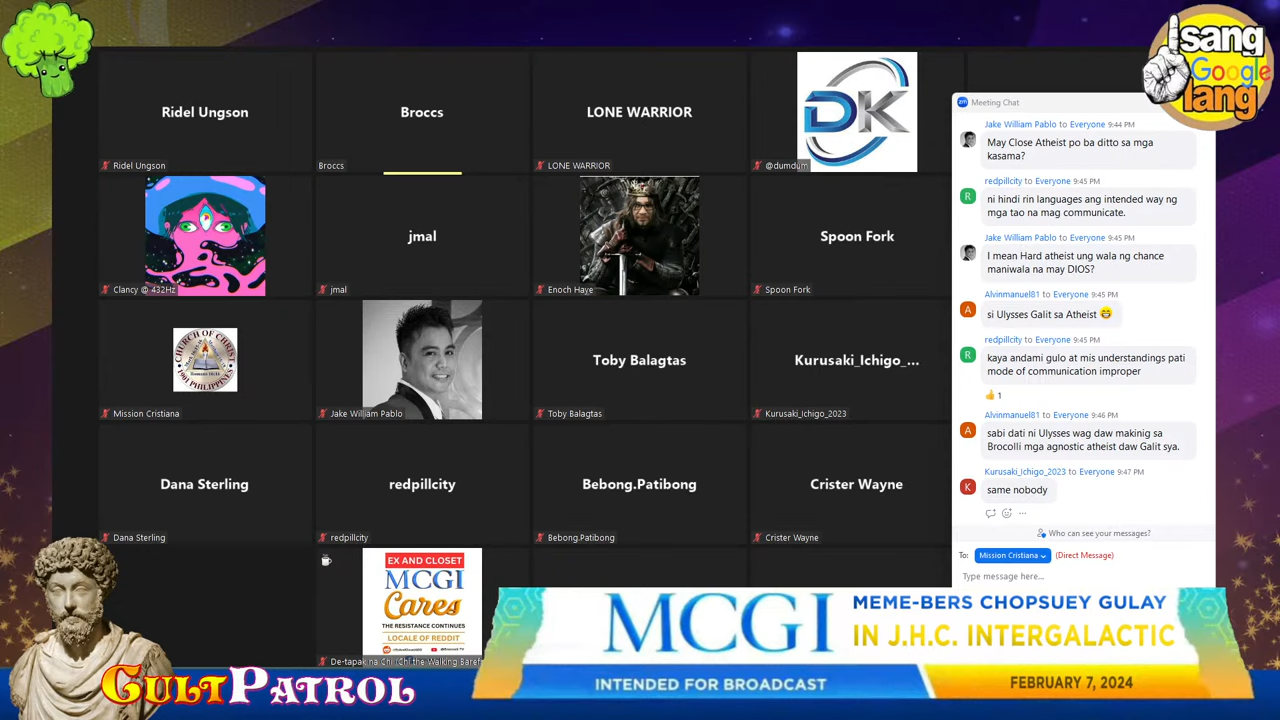 Isang
Google
lang
Ridel Ungson
Ridel Ungson
Broccs
Broccs
LONE WARRIOR
LONE WARRIOR
DK
@dumdum
Clancy @ 432Hz
jmal
jmal
Enoch Haye
Spoon Fork
Spoon Fork
CHURCH OF CHRIST
Mission Cristiana
Jake William Pablo
Toby Balagtas
Toby Balagtas
Kurusaki_Ichigo_...
Kurusaki_Ichigo_2023
Dana Sterling
Dana Sterling
redpillcity
redpillcity
Bebong.Patibong
Bebong.Patibong
Crister Wayne
Crister Wayne
EX AND CLOSET
MCGI
Cares
THE RESISTANCE CONTINUES
LOCALE OF REDDIT
Meeting Chat
Jake William Pablo to Everyone 9:44 PM
May Close Atheist po ba ditto sa mga
kasama?
redpillcity to Everyone 9:45 PM
ni hindi rin languages ang intended way ng
mga tao na mag communicate.
Jake William Pablo to Everyone 9:45 PM
I mean Hard atheist ung wala ng chance
maniwala na may DIOS?
Alvinmanuel81 to Everyone 9:45 PM
si Ulysses Galit sa Atheist 😁
redpillcity to Everyone 9:45 PM
kaya andami gulo at mis understandings pati
mode of communication improper
👍 1
Alvinmanuel81 to Everyone 9:46 PM
sabi dati ni Ulysses wag daw makinig sa
Brocolli mga agnostic atheist daw Galit sya.
Kurusaki_Ichigo_2023 to Everyone 9:47 PM
same nobody
Who can see your messages?
To: Mission Cristiana (Direct Message)
Type message here...
CULTPATROL
MCGI
MEME-BERS CHOPSUEY GULAY
IN J.H.C. INTERGALACTIC
INTENDED FOR BROADCAST
FEBRUARY 7, 2024